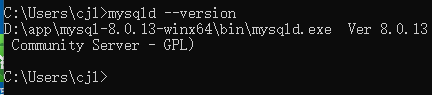 C:\Users\cjl>mysqld --version
D:\app\mysql-8.0.13-winx64\bin\mysqld.exe  Ver 8.0.13
 Community Server - GPL)

C:\Users\cjl>